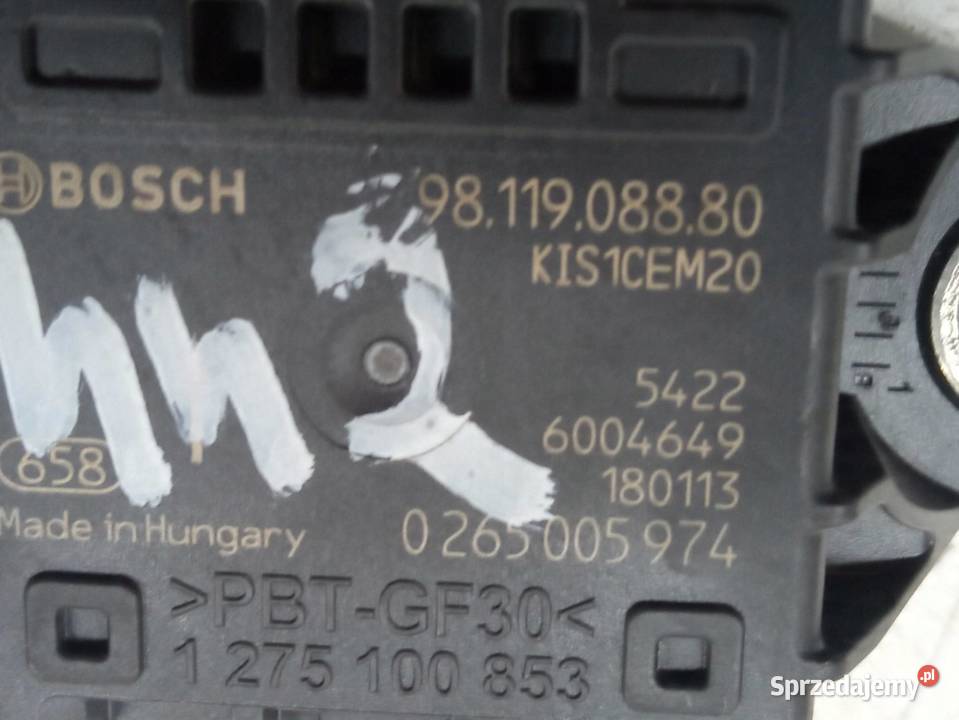 BOSCH
98.119.088.80
KIS1CEM20
5422
6004649
180113
658
Made in Hungary
0 265 005 974
>PBT-GF30<
1 275 100 853
Sprzedajemy.pl